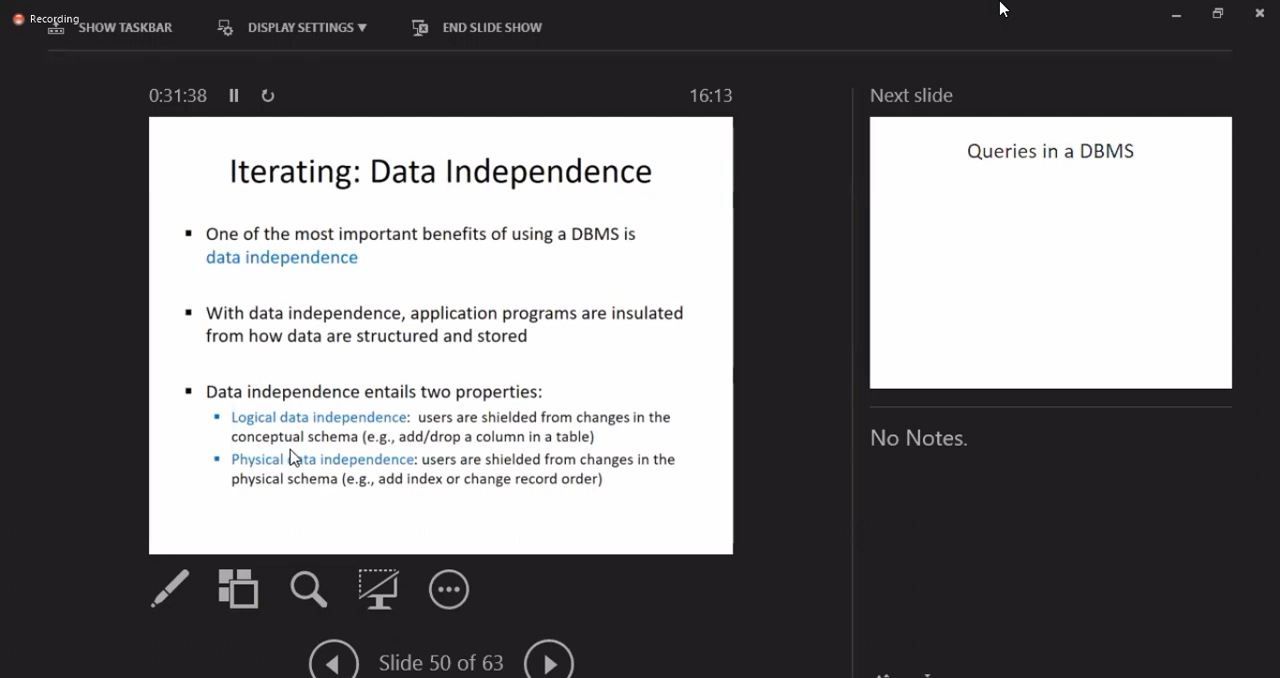 Recording
SHOW TASKBAR
DISPLAY SETTINGS ▼
END SLIDE SHOW
0:31:38
16:13
Next slide
Iterating: Data Independence
▪ One of the most important benefits of using a DBMS is
data independence
▪ With data independence, application programs are insulated
from how data are structured and stored
▪ Data independence entails two properties:
▪ Logical data independence: users are shielded from changes in the
conceptual schema (e.g., add/drop a column in a table)
▪ Physical data independence: users are shielded from changes in the
physical schema (e.g., add index or change record order)
Queries in a DBMS
No Notes.
Slide 50 of 63